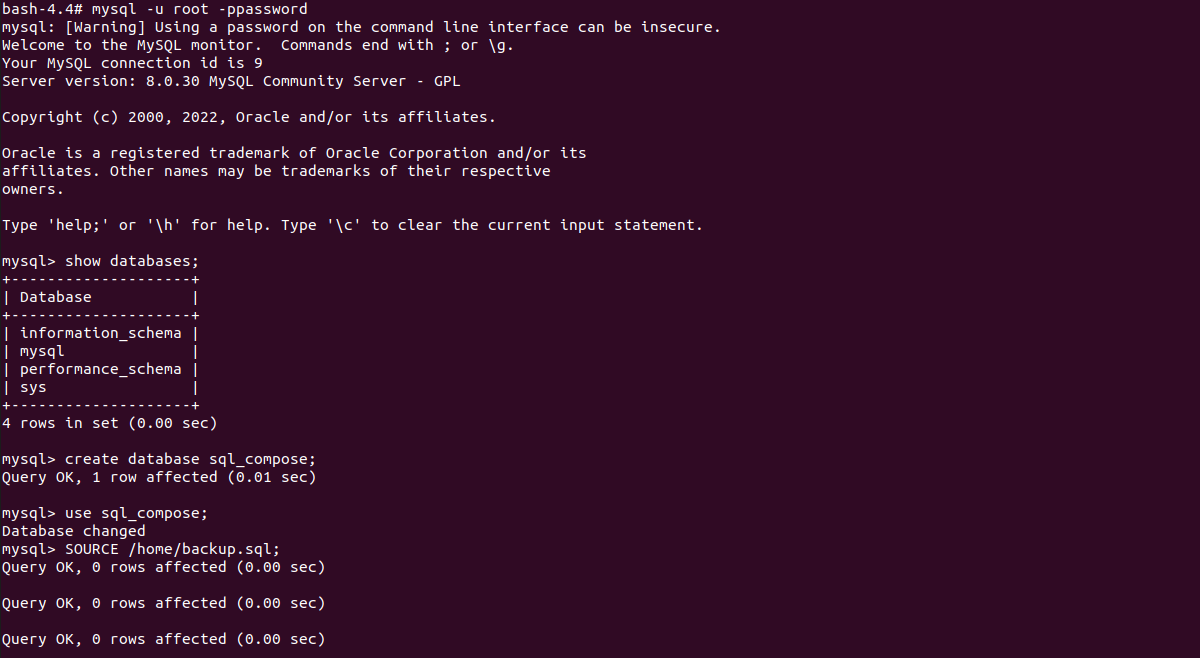 bash-4.4# mysql -u root -ppassword
mysql: [Warning] Using a password on the command line interface can be insecure.
Welcome to the MySQL monitor.  Commands end with ; or \g.
Your MySQL connection id is 9
Server version: 8.0.30 MySQL Community Server - GPL

Copyright (c) 2000, 2022, Oracle and/or its affiliates.

Oracle is a registered trademark of Oracle Corporation and/or its
affiliates. Other names may be trademarks of their respective
owners.

Type 'help;' or '\h' for help. Type '\c' to clear the current input statement.

mysql> show databases;
+--------------------+
| Database           |
+--------------------+
| information_schema |
| mysql              |
| performance_schema |
| sys                |
+--------------------+
4 rows in set (0.00 sec)

mysql> create database sql_compose;
Query OK, 1 row affected (0.01 sec)

mysql> use sql_compose;
Database changed
mysql> SOURCE /home/backup.sql;
Query OK, 0 rows affected (0.00 sec)

Query OK, 0 rows affected (0.00 sec)

Query OK, 0 rows affected (0.00 sec)